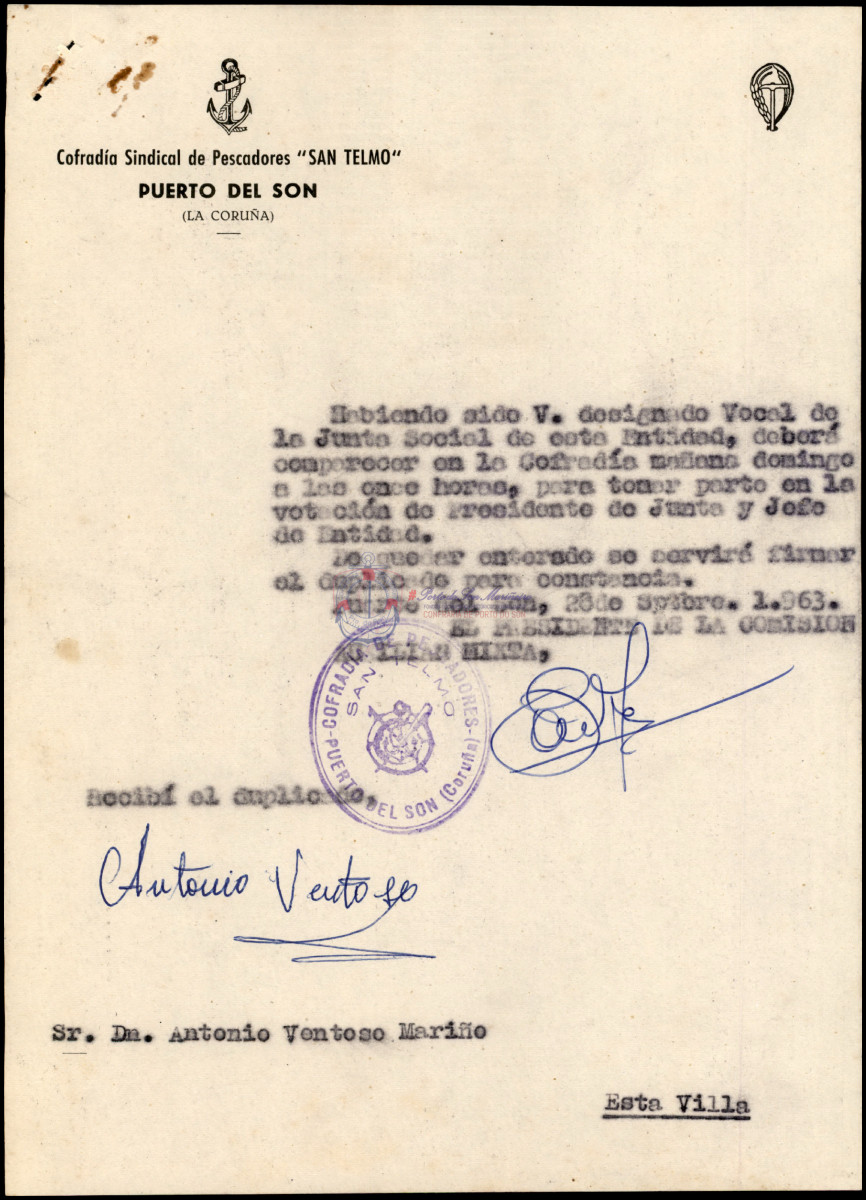 Cofradía Sindical de Pescadores "SAN TELMO"
PUERTO DEL SON
(LA CORUÑA)
Habiendo sido V. designado Vocal de
la Junta Social de esta Entidad, deberá
comparecer en la Cofradía mañana domingo
a las once horas, para tomar parte en la
votación de Presidente de Junta y Jefe
de Entidad.
De quedar enterado se servirá firmar
el duplicado para constancia.
Puerto del Son, 28de Spbre. 1.963.
EL PRESIDENTE DE LA COMISION
MIXTA,
COFRADIA DE PESCADORES
SAN TELMO
-PUERTO DEL SON (Coruña)-
Recibí el duplicado,
Antonio Ventoso
Sr. Dn. Antonio Ventoso Mariño
Esta Villa